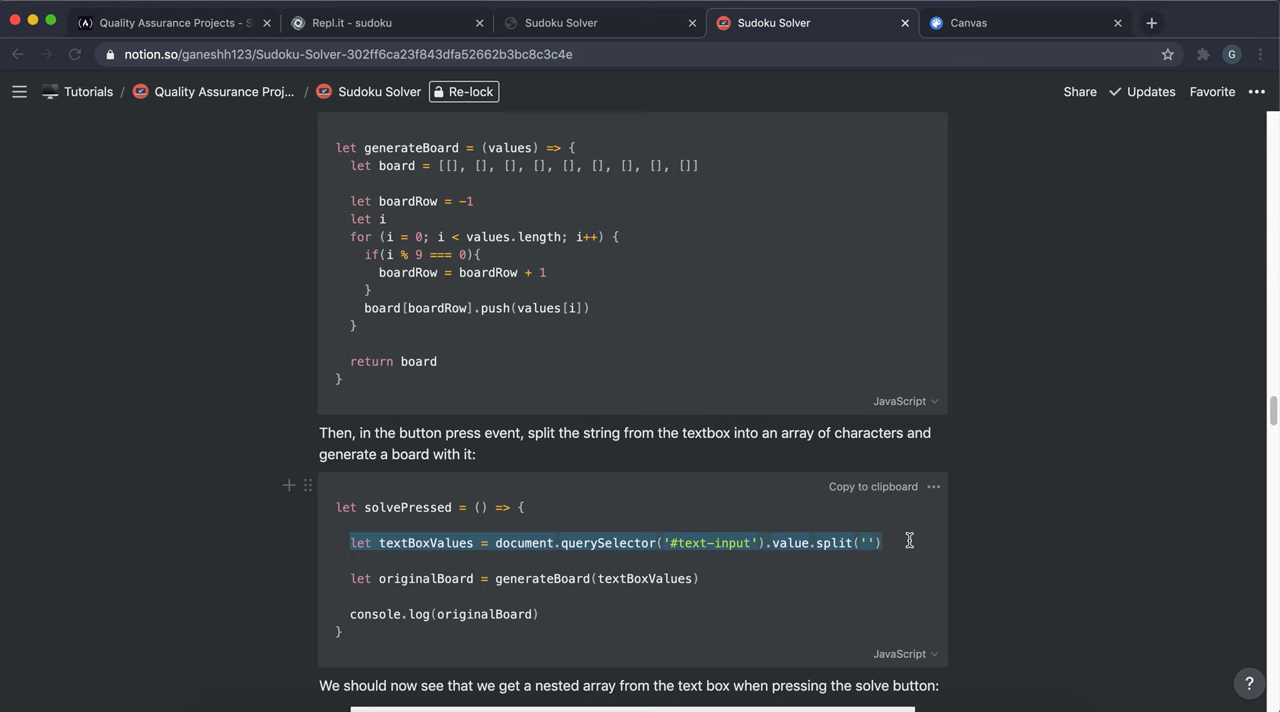 Quality Assurance Projects - S
Repl.it - sudoku
Sudoku Solver
Sudoku Solver
Canvas
notion.so/ganeshh123/Sudoku-Solver-302ff6ca23f843dfa52662b3bc8c3c4e
G
Tutorials / Quality Assurance Proj... / Sudoku Solver Re-lock
Share Updates Favorite
let generateBoard = (values) => {
let board = [[], [], [], [], [], [], [], [], []]
let boardRow = -1
let i
for (i = 0; i < values.length; i++) {
if(i % 9 === 0){
boardRow = boardRow + 1
}
board[boardRow].push(values[i])
}
return board
}
JavaScript
Then, in the button press event, split the string from the textbox into an array of characters and
generate a board with it:
Copy to clipboard
let solvePressed = () => {
let textBoxValues = document.querySelector('#text-input').value.split('')
let originalBoard = generateBoard(textBoxValues)
console.log(originalBoard)
}
JavaScript
We should now see that we get a nested array from the text box when pressing the solve button:
?